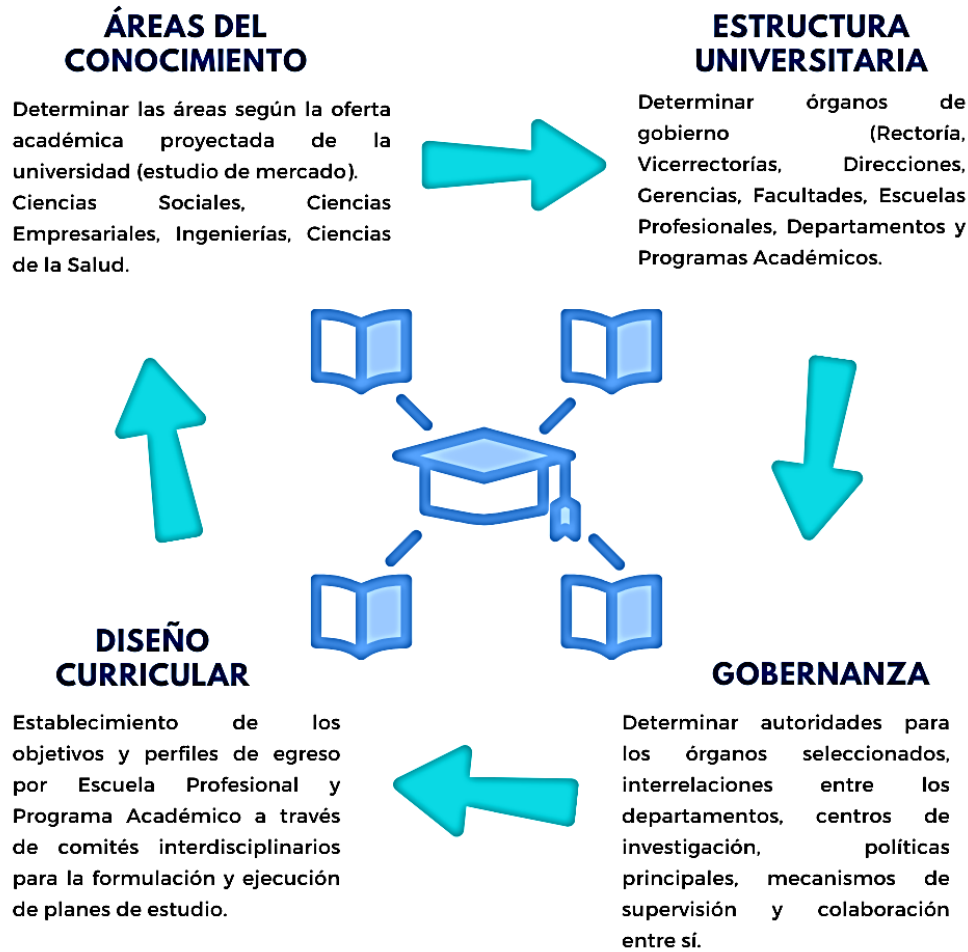 ÁREAS DEL
CONOCIMIENTO
Determinar las áreas según la oferta
académica proyectada de la
universidad (estudio de mercado).
Ciencias Sociales, Ciencias
Empresariales, Ingenierías, Ciencias
de la Salud.
ESTRUCTURA
UNIVERSITARIA
Determinar órganos de
gobierno (Rectoría,
Vicerrectorías, Direcciones,
Gerencias, Facultades, Escuelas
Profesionales, Departamentos y
Programas Académicos.
GOBERNANZA
Determinar autoridades para
los órganos seleccionados,
interrelaciones entre los
departamentos, centros de
investigación, políticas
principales, mecanismos de
supervisión y colaboración
entre sí.
DISEÑO
CURRICULAR
Establecimiento de los
objetivos y perfiles de egreso
por Escuela Profesional y
Programa Académico a través
de comités interdisciplinarios
para la formulación y ejecución
de planes de estudio.